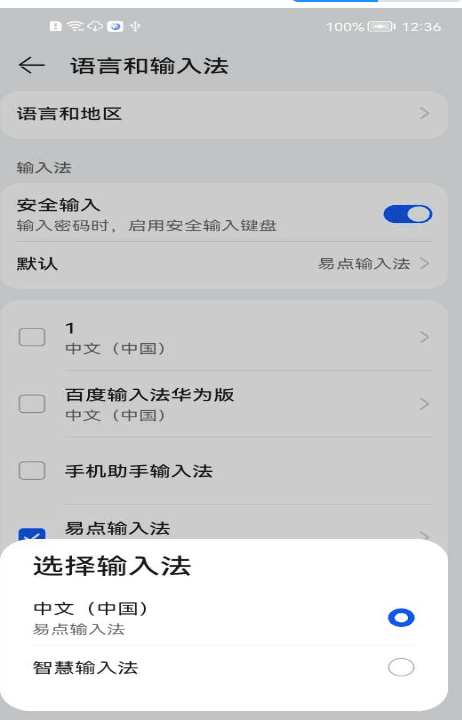 100% 12:36
语言和输入法
语言和地区
输入法
安全输入
输入密码时，启用安全输入键盘
默认 易点输入法
1
中文（中国）
百度输入法华为版
中文（中国）
手机助手输入法
易点输入法
选择输入法
中文（中国）
易点输入法
智慧输入法